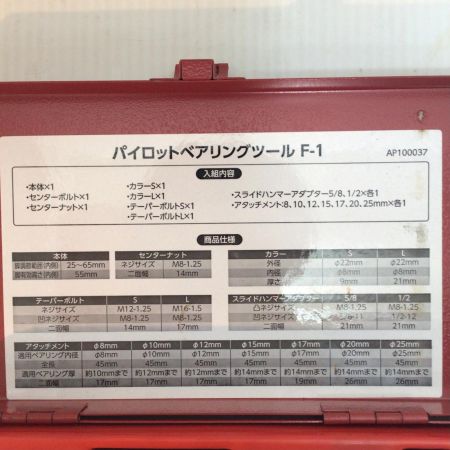 パイロットベアリングツール F-1
AP100037
入組内容
・本体×1 ・カラーS×1
・センターボルト×1 ・カラーL×1 ・スライドハンマーアダプター5/8、1/2×各1
・センターナット×1 ・テーパーボルトS×1 ・アタッチメント:8、10、12、15、17、20、25mm×各1
・テーパーボルトL×1
商品仕様
本体 センターナット カラー S
25〜65mm ネジサイズ M8-1.25 外径 φ22mm φ22mm
55mm 二面幅 14mm 内径 φ8mm φ8mm
厚さ 9mm 21mm
テーパーボルト S L スライドハンマーアダプター 5/8 1/2
ネジサイズ M12-1.25 M16-1.5 凸ネジサイズ M8-1.25 M8-1.25
凹ネジサイズ M8-1.25 M8-1.25 凹ネジサイズ 1/2-12
二面幅 14mm 17mm 二面幅 21mm 21mm
アタッチメント φ8mm φ10mm φ12mm φ15mm φ17mm φ20mm φ25mm
適用ベアリング内径 φ8mm φ10mm φ12mm φ15mm φ17mm φ20mm φ25mm
全長 45mm 45mm 45mm 45mm 45mm 45mm 45mm
適用ベアリング厚 約10mmまで 約12mmまで 約12mmまで 約14mmまで 約14mmまで 約14mmまで 約14mmまで
二面幅 17mm 17mm 17mm 17mm 19mm 26mm 26mm